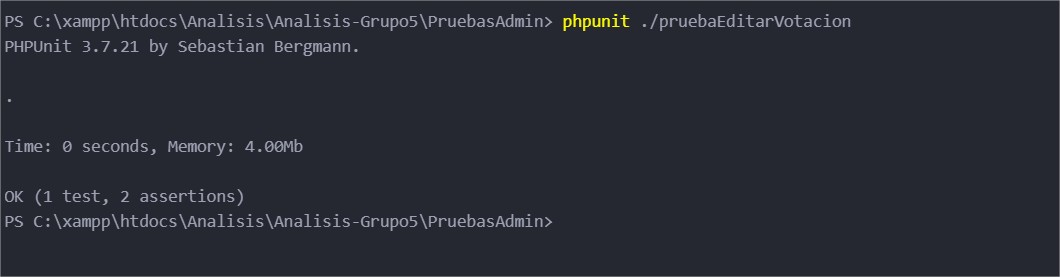 PS C:\xampp\htdocs\Analisis\Analisis-Grupo5\PruebasAdmin> phpunit ./pruebaEditarVotacion
PHPUnit 3.7.21 by Sebastian Bergmann.
.
Time: 0 seconds, Memory: 4.00Mb
OK (1 test, 2 assertions)
PS C:\xampp\htdocs\Analisis\Analisis-Grupo5\PruebasAdmin>